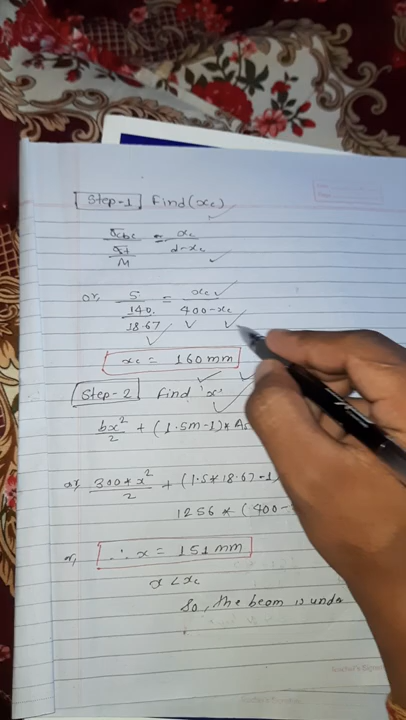 Step-1 Find (xc)
σcbc / (σst / M) = xc / d-xc
or, 5 / (140 / 18.67) = xc / 400-xc
xc = 160 mm
Step-2 Find x'
bx²/2 + (1.5m-1)*As
or, 300*x²/2 + (1.5*18.67-1)
1256 * (400-
or, ∴ x = 151 mm
x < xc
So, the beam is under